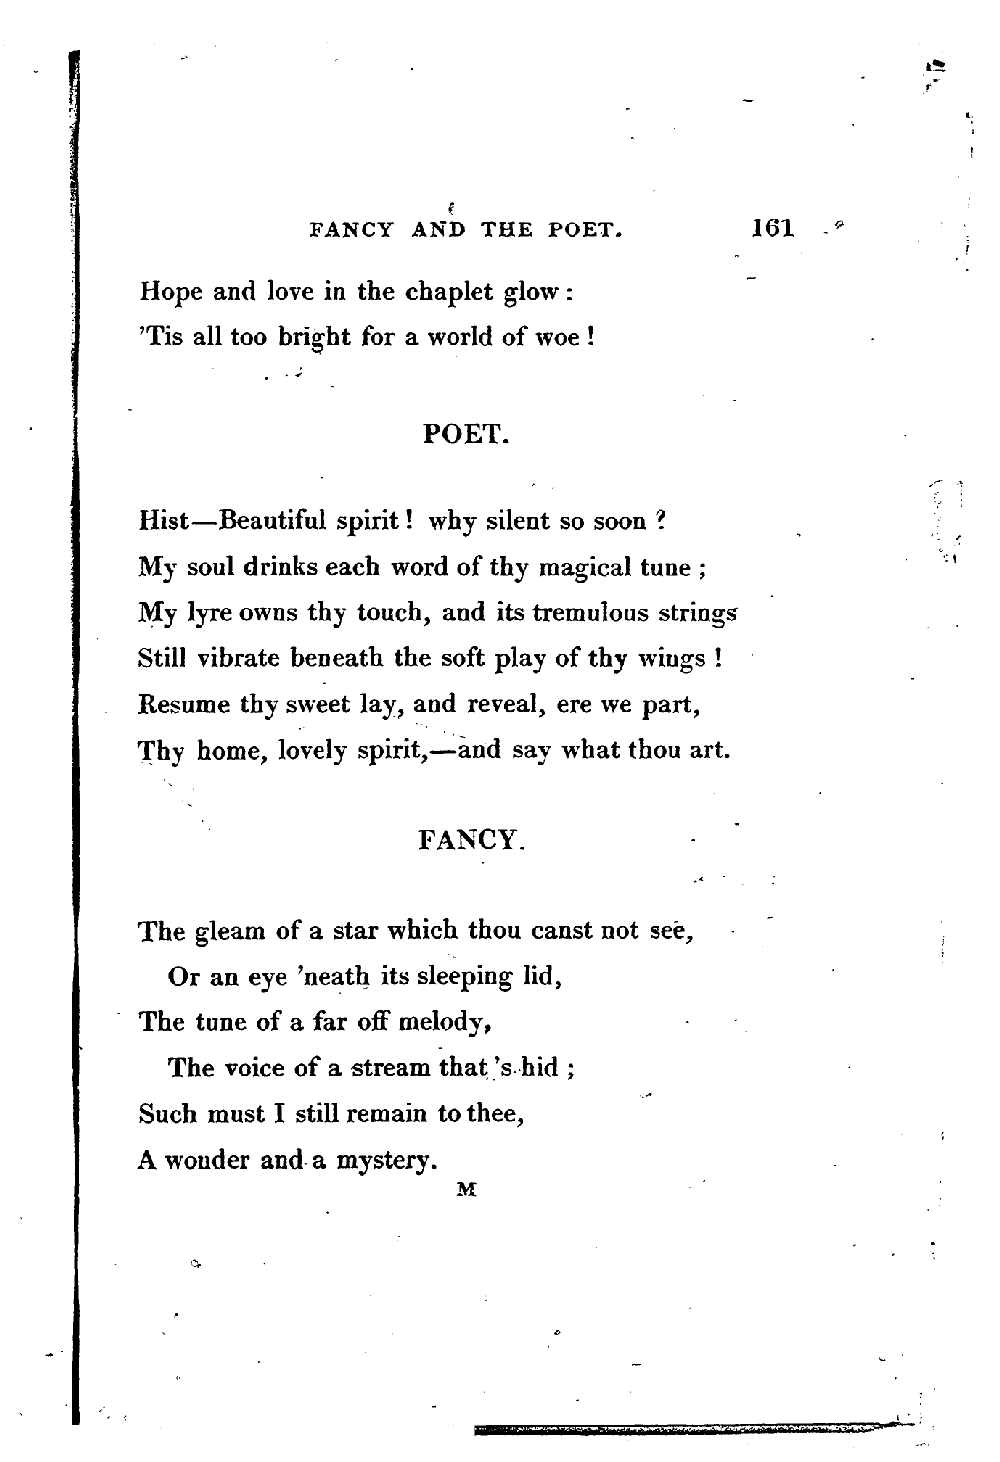 FANCY AND THE POET. 161
Hope and love in the chaplet glow :
’Tis all too bright for a world of woe !
POET.
Hist—Beautiful spirit ! why silent so soon ?
My soul drinks each word of thy magical tune ;
My lyre owns thy touch, and its tremulous strings
Still vibrate beneath the soft play of thy wings !
Resume thy sweet lay, and reveal, ere we part,
Thy home, lovely spirit,—and say what thou art.
FANCY.
The gleam of a star which thou canst not see,
Or an eye ’neath its sleeping lid,
The tune of a far off melody,
The voice of a stream that ’s hid ;
Such must I still remain to thee,
A wonder and a mystery.
M